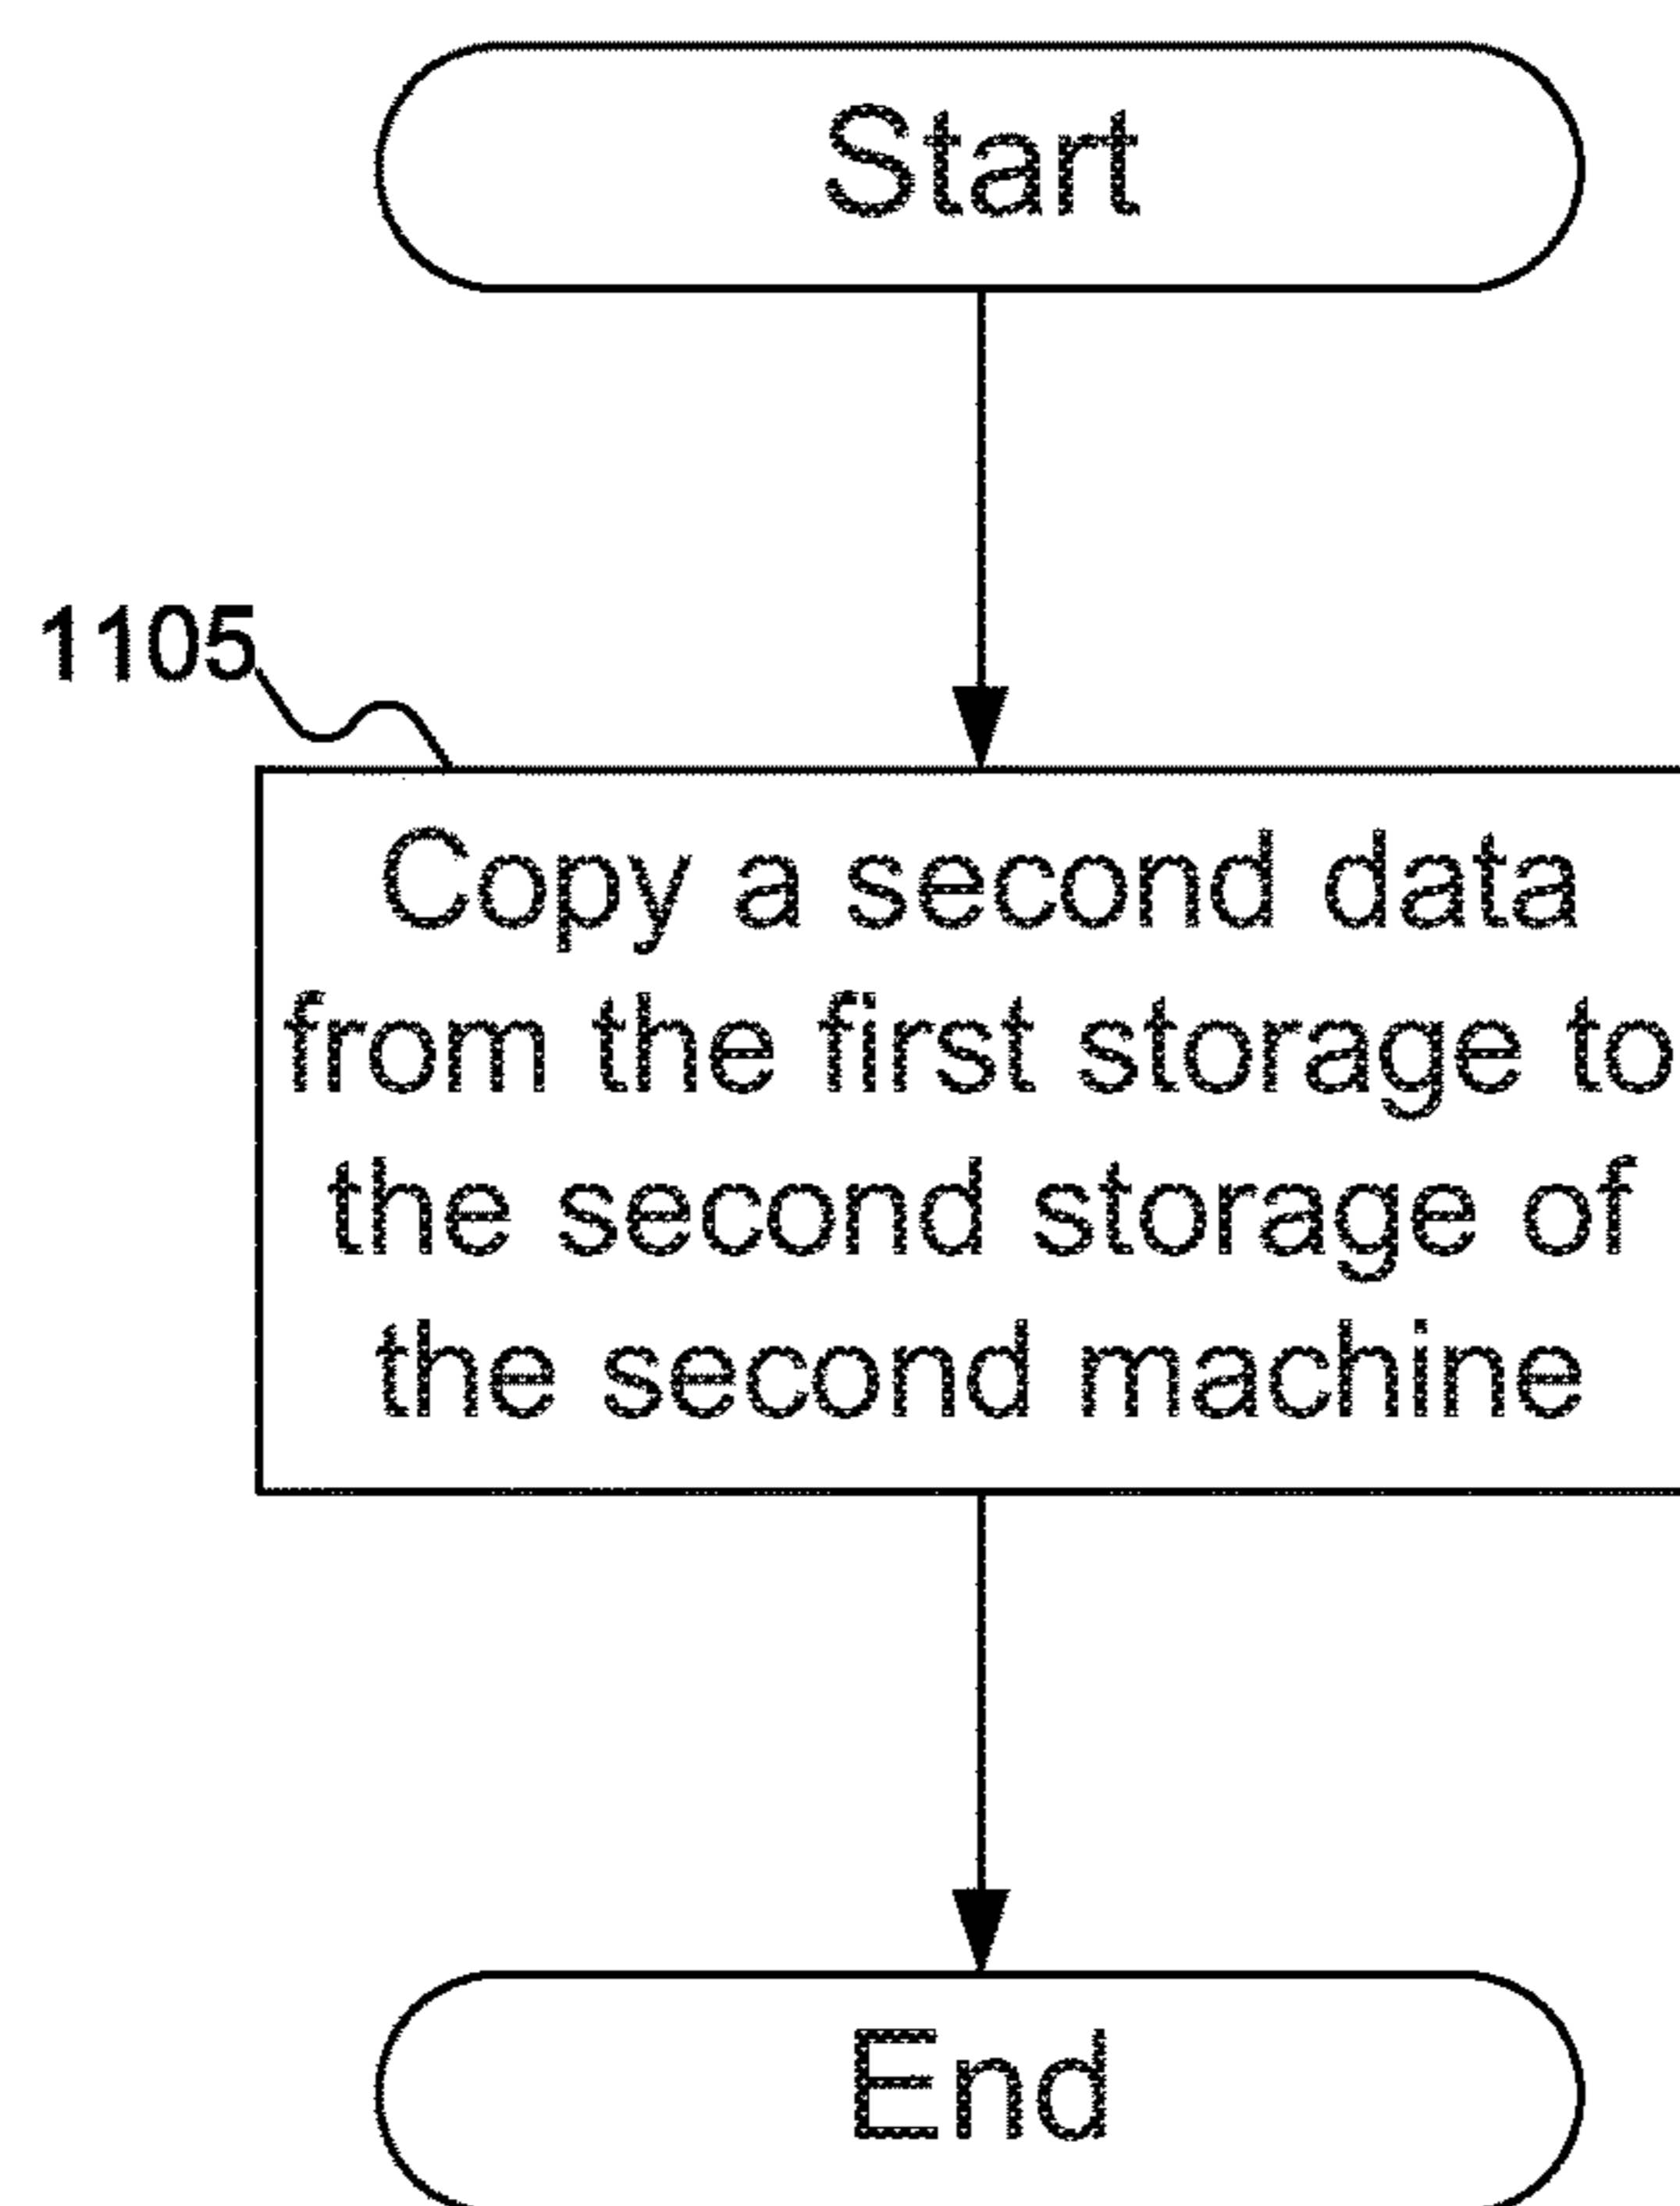 Start
1105
Copy a second data
from the first storage to
the second storage of
the second machine
End